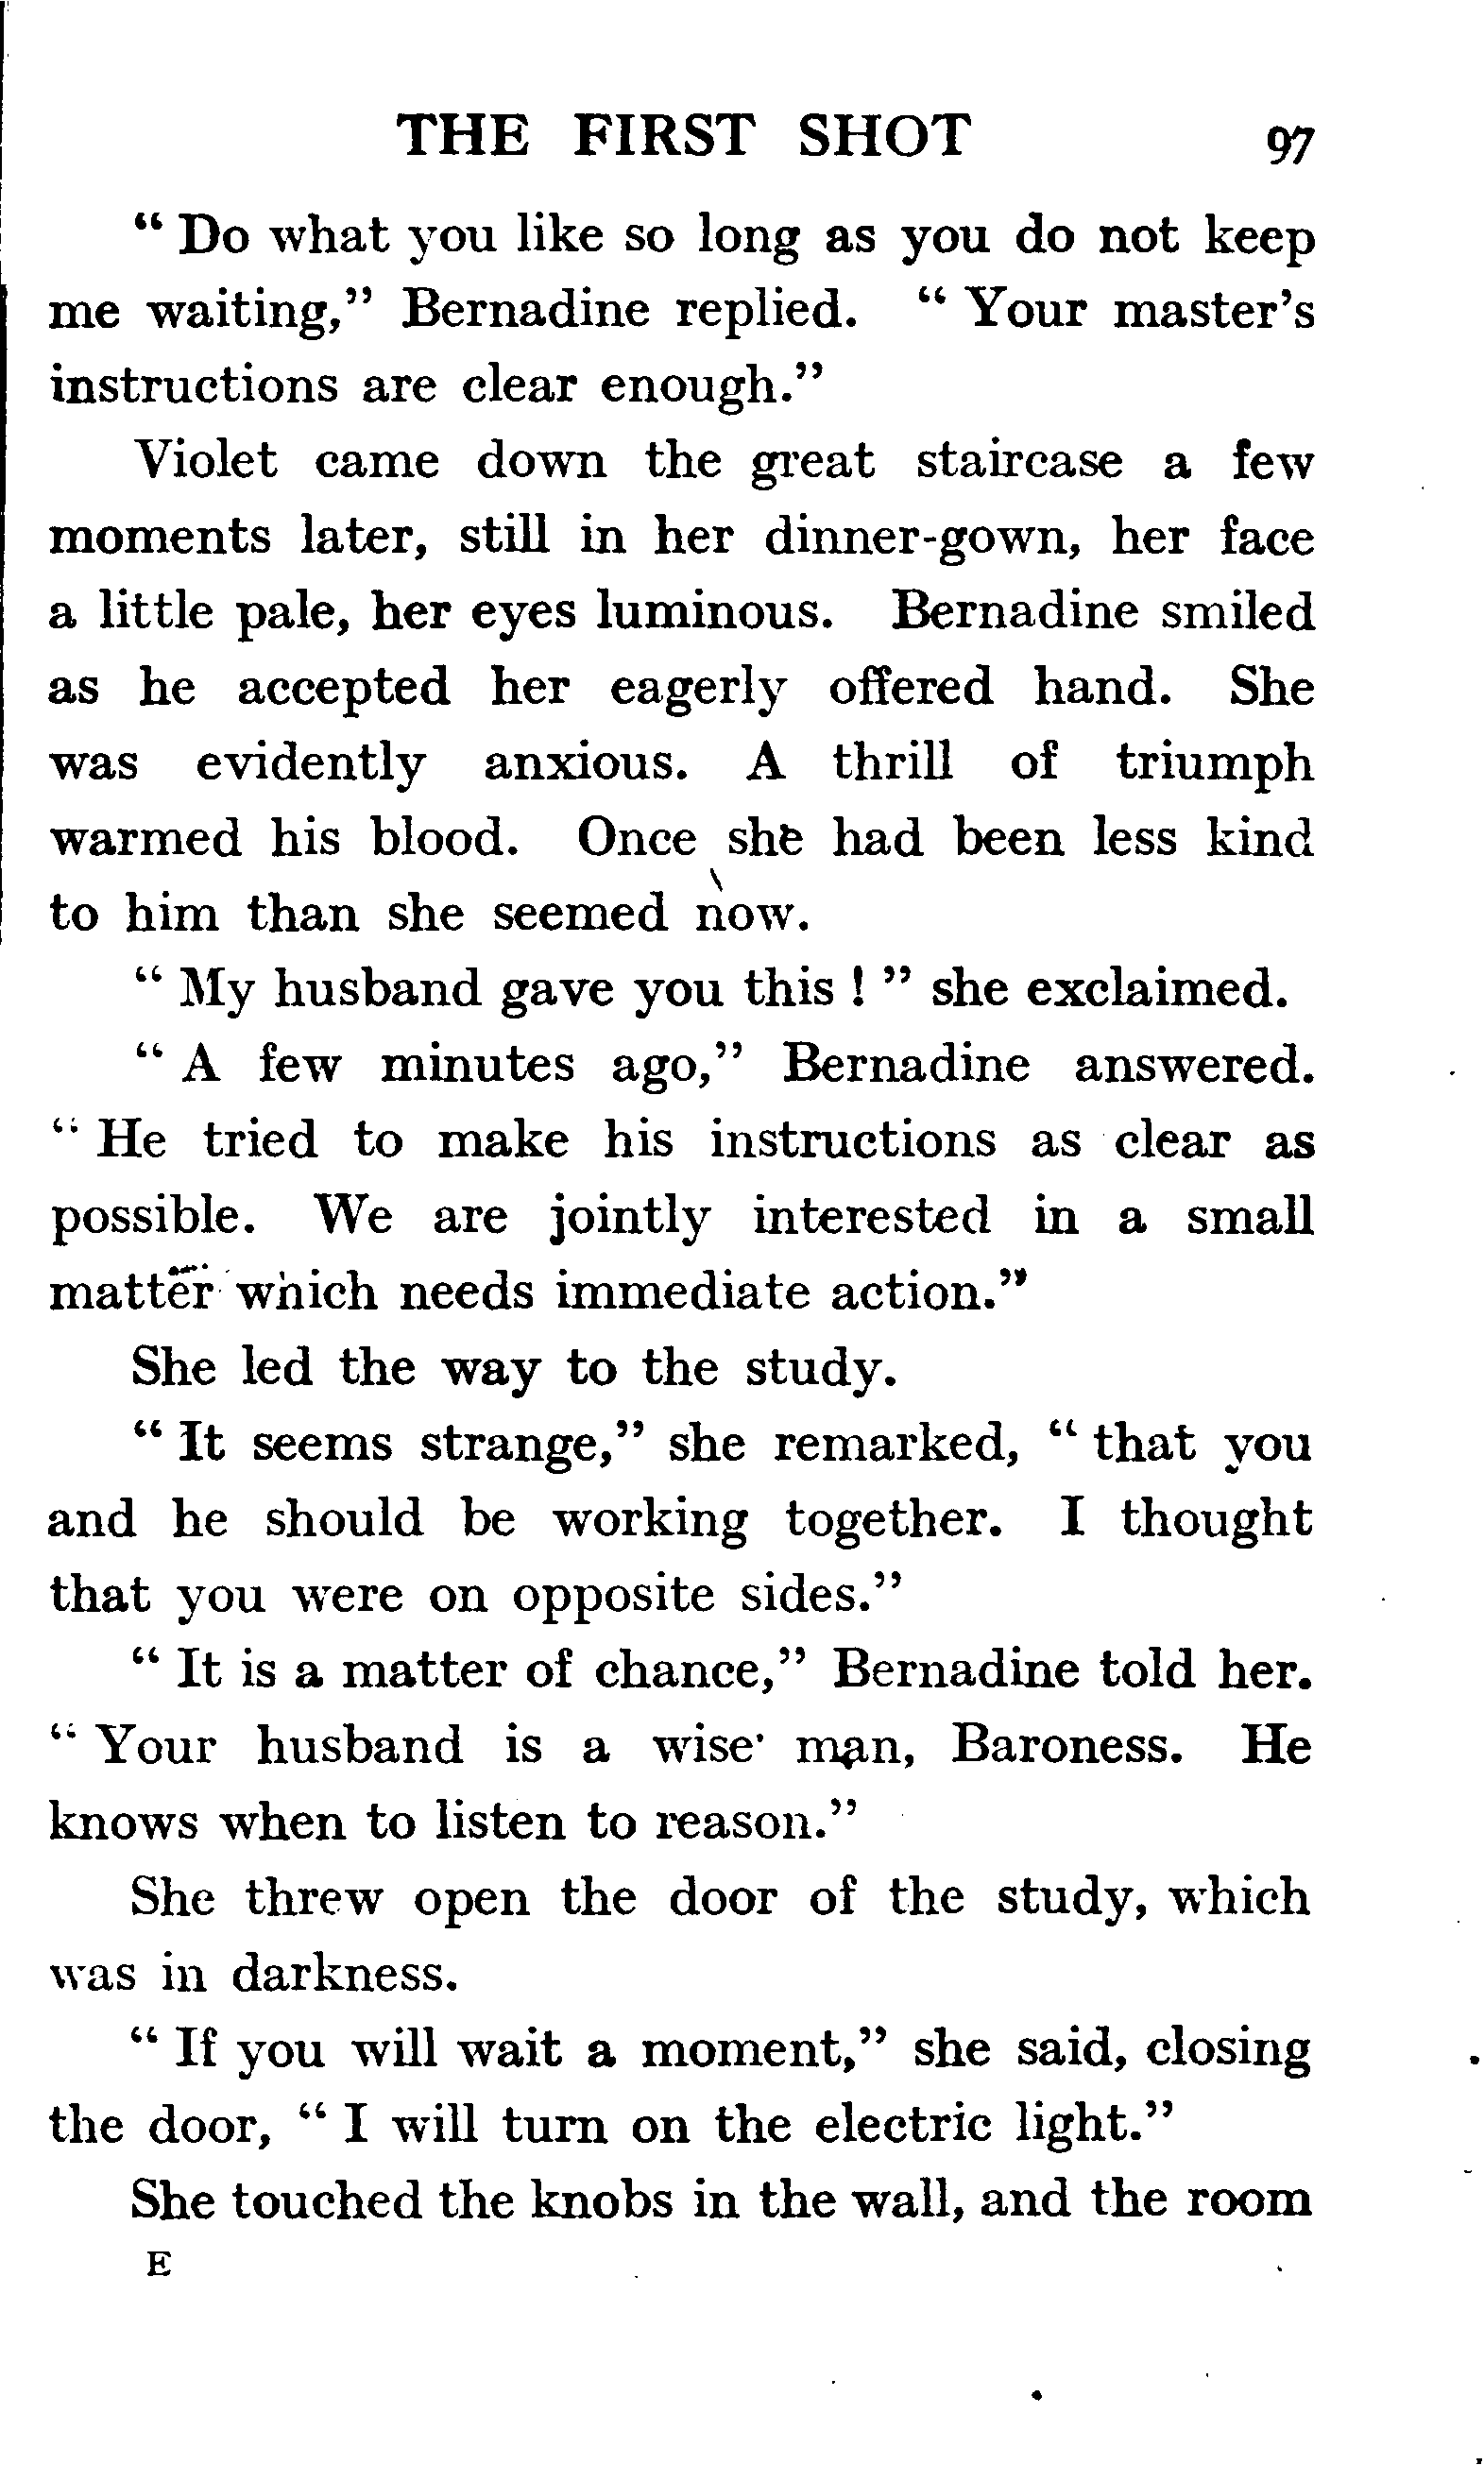 THE FIRST SHOT 97
“ Do what you like so long as you do not keep
me waiting,” Bernadine replied. “ Your master’s
instructions are clear enough.”
Violet came down the great staircase a few
moments later, still in her dinner-gown, her face
a little pale, her eyes luminous. Bernadine smiled
as he accepted her eagerly offered hand. She
was evidently anxious. A thrill of triumph
warmed his blood. Once she had been less kind
to him than she seemed now.
“ My husband gave you this ! ” she exclaimed.
“ A few minutes ago,” Bernadine answered.
“ He tried to make his instructions as clear as
possible. We are jointly interested in a small
matter which needs immediate action.”
She led the way to the study.
“ It seems strange,” she remarked, “ that you
and he should be working together. I thought
that you were on opposite sides.”
“ It is a matter of chance,” Bernadine told her.
“ Your husband is a wise man, Baroness. He
knows when to listen to reason.”
She threw open the door of the study, which
was in darkness.
“ If you will wait a moment,” she said, closing
the door, “ I will turn on the electric light.”
She touched the knobs in the wall, and the room
E